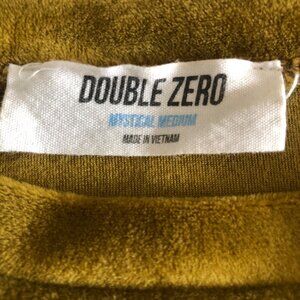 DOUBLE ZERO
MYSTICAL MEDIUM
MADE IN VIETNAM